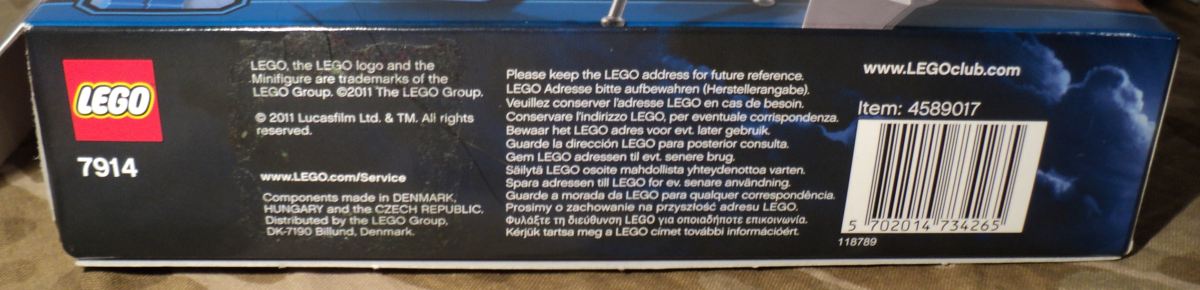 LEGO
7914
LEGO, the LEGO logo and the
Minifigure are trademarks of the
LEGO Group. ©2011 The LEGO Group.
© 2011 Lucasfilm Ltd. & TM. All rights
reserved.
www.LEGO.com/Service
Components made in DENMARK,
HUNGARY and the CZECH REPUBLIC.
Distributed by the LEGO Group,
DK-7190 Billund, Denmark.
Please keep the LEGO address for future reference.
LEGO Adresse bitte aufbewahren (Herstellerangabe).
Veuillez conserver l'adresse LEGO en cas de besoin.
Conservare l'indirizzo LEGO, per eventuale corrispondenza.
Bewaar het LEGO adres voor evt. later gebruik.
Guarde la dirección LEGO para posterior consulta.
Gem LEGO adressen til evt. senere brug.
Säilytä LEGO osoite mahdollista yhteydenottoa varten.
Spara adressen till LEGO for ev. senare användning.
Guarde a morada da LEGO para qualquer correspondência.
Prosimy o zachowanie na przyszłość adresu LEGO.
Φυλάξτε τη διεύθυνση LEGO για οποιαδήποτε επικοινωνία.
Kérjük tartsa meg a LEGO címet további információért.
www.LEGOclub.com
Item: 4589017
5 702014 734265
118789